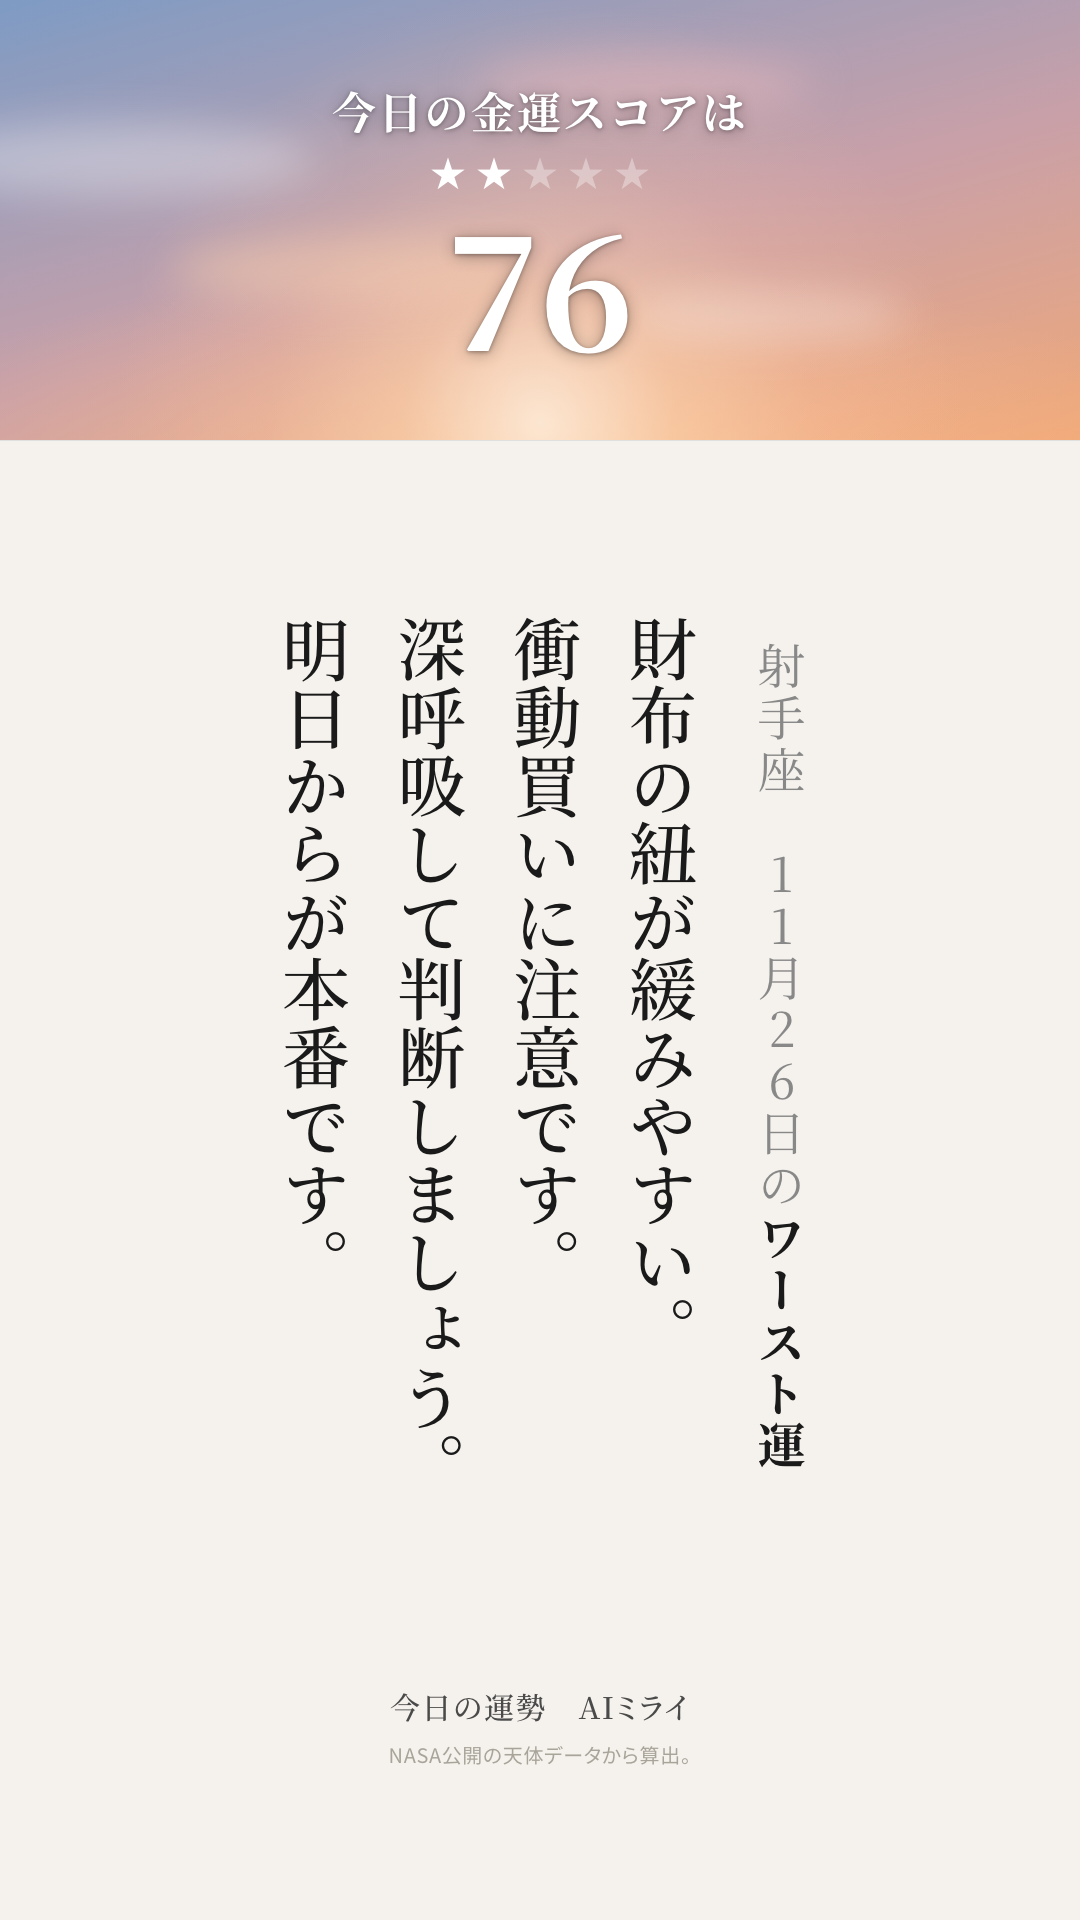 今日の金運スコアは
★★★★★
76
射手座　11月26日のワースト運
財布の紐が緩みやすい。
衝動買いに注意です。
深呼吸して判断しましょう。
明日からが本番です。
今日の運勢　AIミライ
NASA公開の天体データから算出。